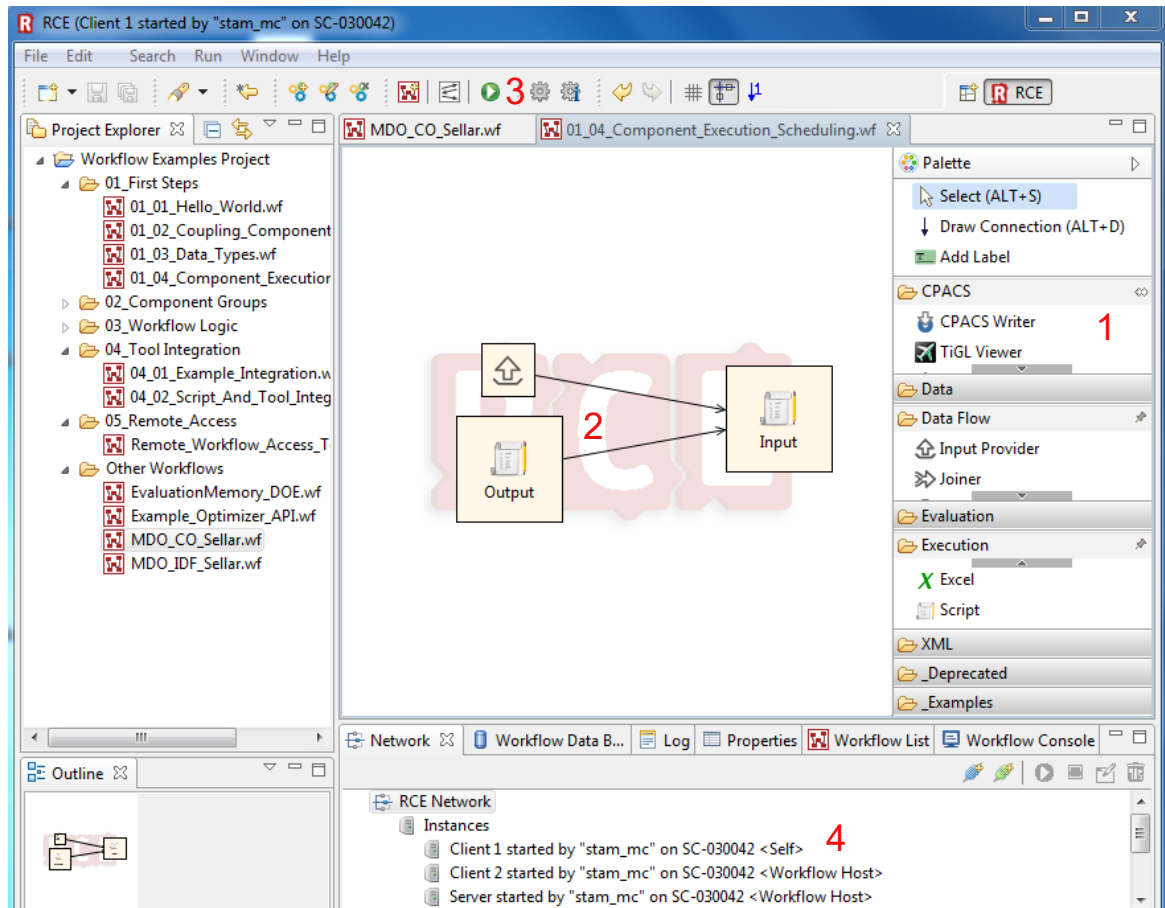 RCE (Client 1 started by "stam_mc" on SC-030042)
File Edit Search Run Window Help
3
RCE
Project Explorer
MDO_CO_Sellar.wf
01_04_Component_Execution_Scheduling.wf
Workflow Examples Project
01_First Steps
01_01_Hello_World.wf
01_02_Coupling_Component
01_03_Data_Types.wf
01_04_Component_Execution
02_Component Groups
03_Workflow Logic
04_Tool Integration
04_01_Example_Integration.w
04_02_Script_And_Tool_Integ
05_Remote_Access
Remote_Workflow_Access_T
Other Workflows
EvaluationMemory_DOE.wf
Example_Optimizer_API.wf
MDO_CO_Sellar.wf
MDO_IDF_Sellar.wf
2
Input
Output
Palette
Select (ALT+S)
Draw Connection (ALT+D)
Add Label
CPACS
CPACS Writer
1
TiGL Viewer
Data
Data Flow
Input Provider
Joiner
Evaluation
Execution
Excel
Script
XML
_Deprecated
_Examples
Network
Workflow Data B...
Log
Properties
Workflow List
Workflow Console
Outline
RCE Network
Instances
Client 1 started by "stam_mc" on SC-030042 <Self>
4
Client 2 started by "stam_mc" on SC-030042 <Workflow Host>
Server started by "stam_mc" on SC-030042 <Workflow Host>